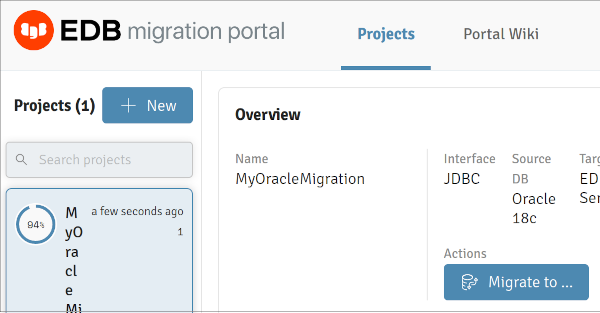 EDB migration portal
Projects
Portal Wiki
Projects (1)
New
Search projects
94%
MyOracleMi
a few seconds ago
1
Overview
Name
MyOracleMigration
Interface
JDBC
Source
DB
Oracle
18c
Targ
ED
Ser
Actions
Migrate to ...